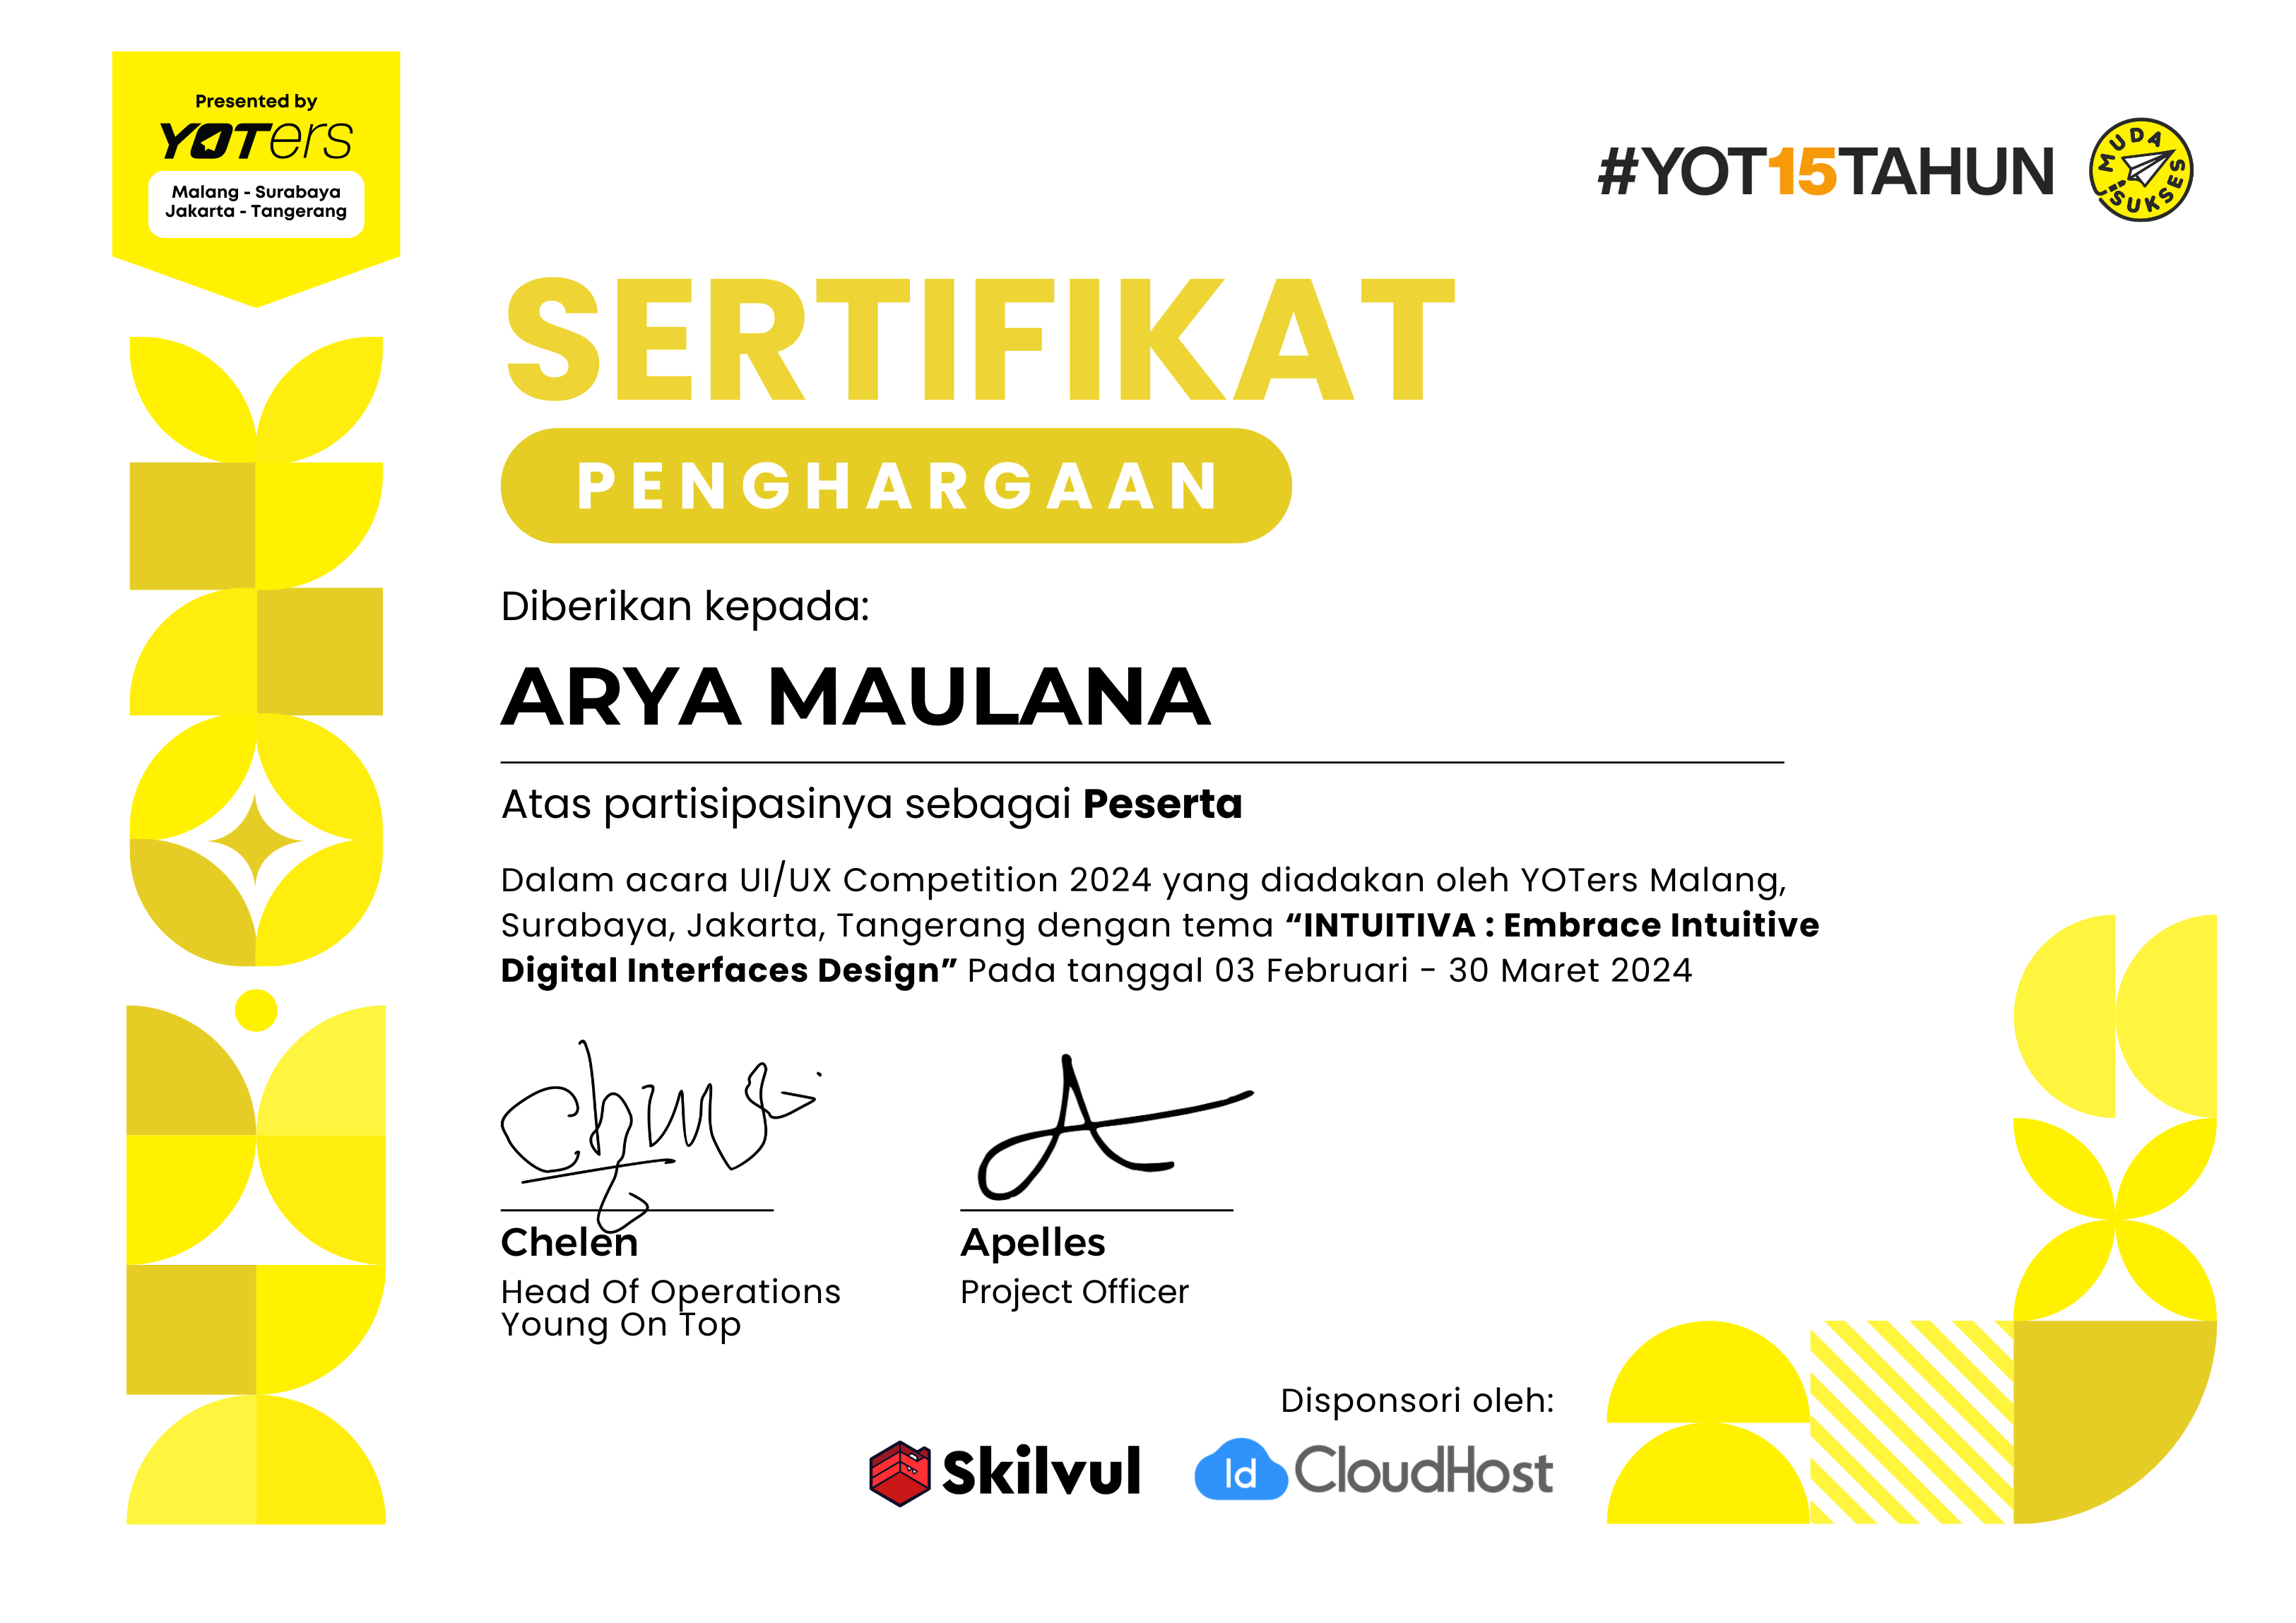 Presented by
YOTers
Malang - Surabaya
Jakarta - Tangerang
#YOT15TAHUN
MUDA
SUKSES
SERTIFIKAT
PENGHARGAAN
Diberikan kepada:
ARYA MAULANA
Atas partisipasinya sebagai Peserta
Dalam acara UI/UX Competition 2024 yang diadakan oleh YOTers Malang,
Surabaya, Jakarta, Tangerang dengan tema “INTUITIVA : Embrace Intuitive
Digital Interfaces Design” Pada tanggal 03 Februari - 30 Maret 2024
Chelen
Head Of Operations
Young On Top
Apelles
Project Officer
Disponsori oleh:
Skilvul
Id CloudHost